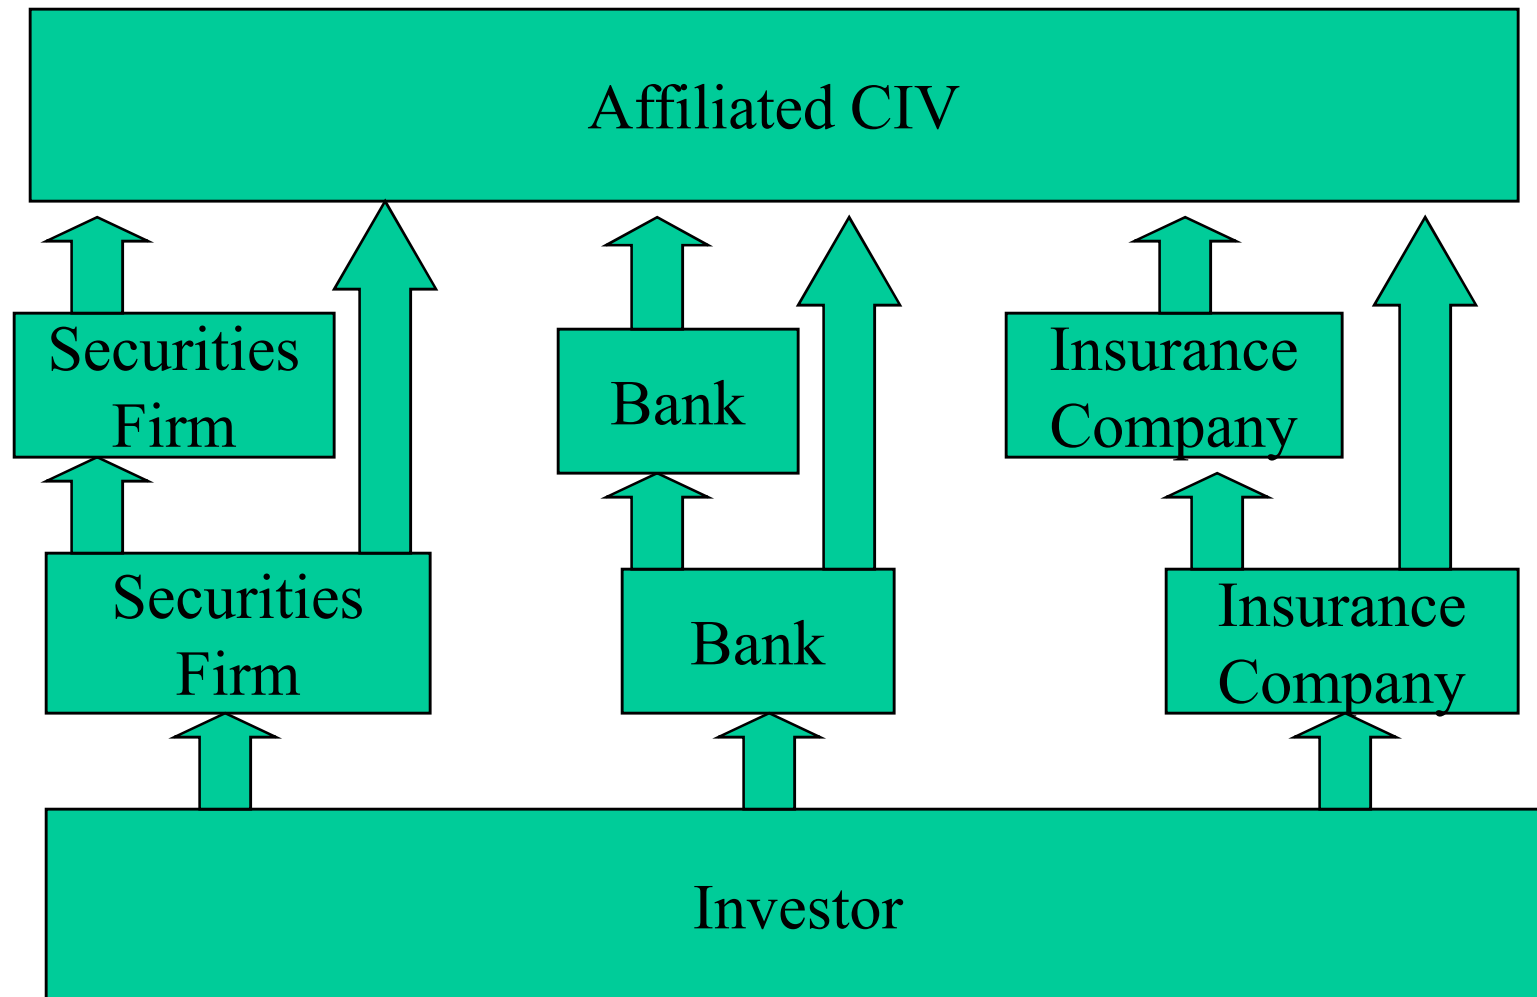 Affiliated CIV
Securities
Firm
Bank
Insurance
Company
Securities
Firm
Bank
Insurance
Company
Investor